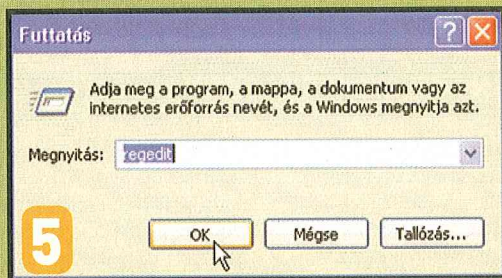 Futtatás
Adja meg a program, a mappa, a dokumentum vagy az
internetes erőforrás nevét, és a Windows megnyitja azt.
Megnyitás: regedit
5
OK Mégse Tallózás...